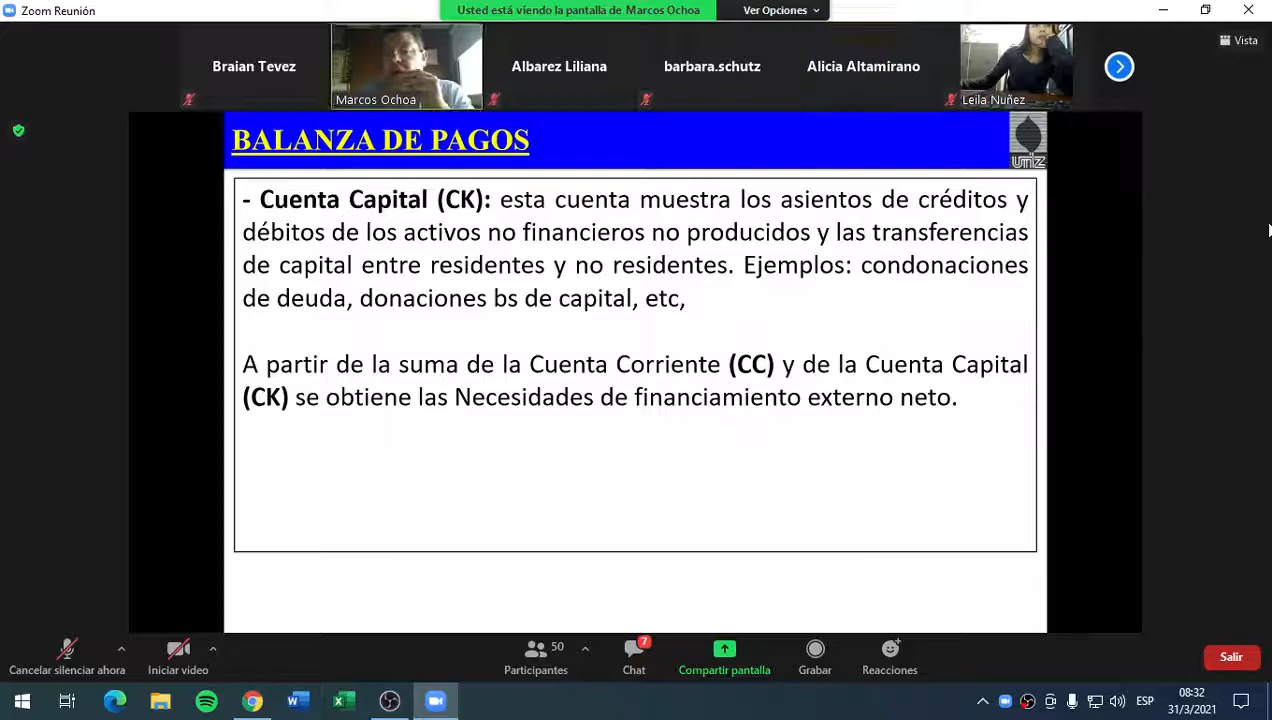 Zoom Reunión
Usted está viendo la pantalla de Marcos Ochoa
Ver Opciones
Vista
Braian Tevez
Marcos Ochoa
Albarez Liliana
barbara.schutz
Alicia Altamirano
Leila Nuñez
BALANZA DE PAGOS
UNLZ
- Cuenta Capital (CK): esta cuenta muestra los asientos de créditos y
débitos de los activos no financieros no producidos y las transferencias
de capital entre residentes y no residentes. Ejemplos: condonaciones
de deuda, donaciones bs de capital, etc,
A partir de la suma de la Cuenta Corriente (CC) y de la Cuenta Capital
(CK) se obtiene las Necesidades de financiamiento externo neto.
Cancelar silenciar ahora
Iniciar video
50
Participantes
7
Chat
Compartir pantalla
Grabar
Reacciones
Salir
ESP
08:32
31/3/2021